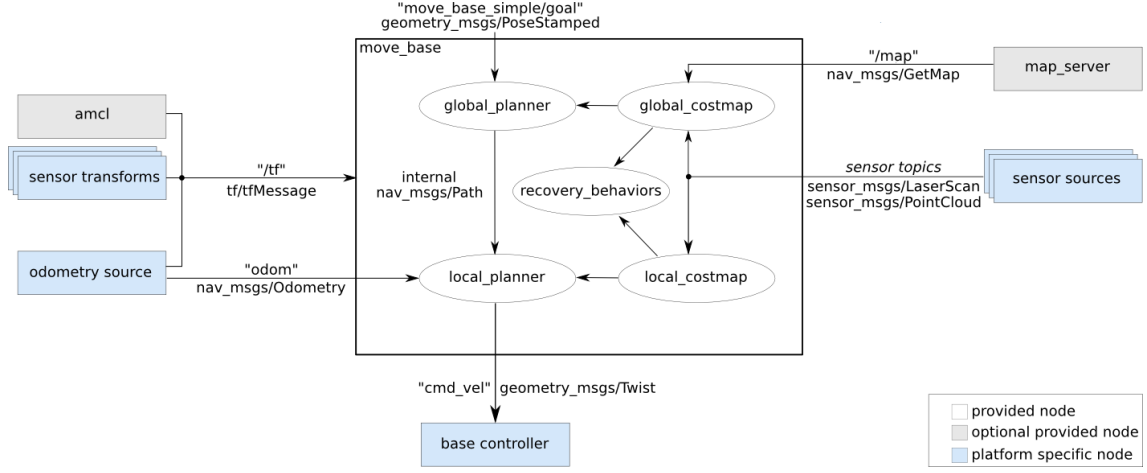 "move_base_simple/goal"
geometry_msgs/PoseStamped
move_base
"/map"
nav_msgs/GetMap
map_server
amcl
global_planner
global_costmap
sensor transforms
"/tf"
tf/tfMessage
internal
nav_msgs/Path
recovery_behaviors
sensor topics
sensor_msgs/LaserScan
sensor_msgs/PointCloud
sensor sources
odometry source
"odom"
nav_msgs/Odometry
local_planner
local_costmap
"cmd_vel" geometry_msgs/Twist
base controller
provided node
optional provided node
platform specific node